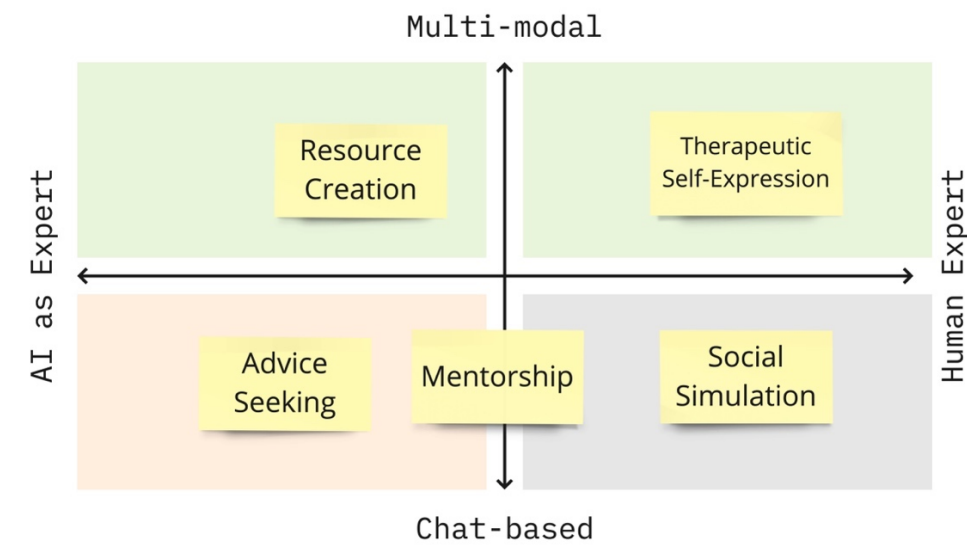 Multi-modal
AI as Expert
Resource
Creation
Therapeutic
Self-Expression
Human Expert
Advice
Seeking
Mentorship
Social
Simulation
Chat-based